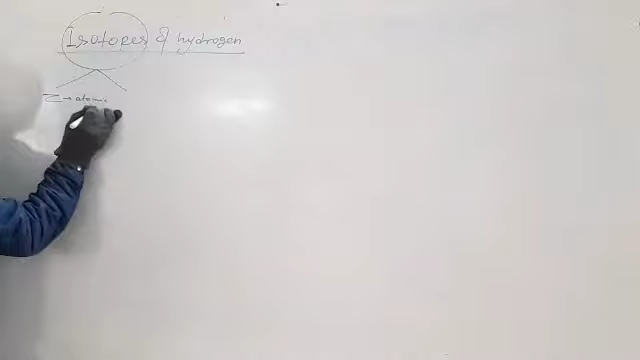 Isotopes of hydrogen
Z → atomic